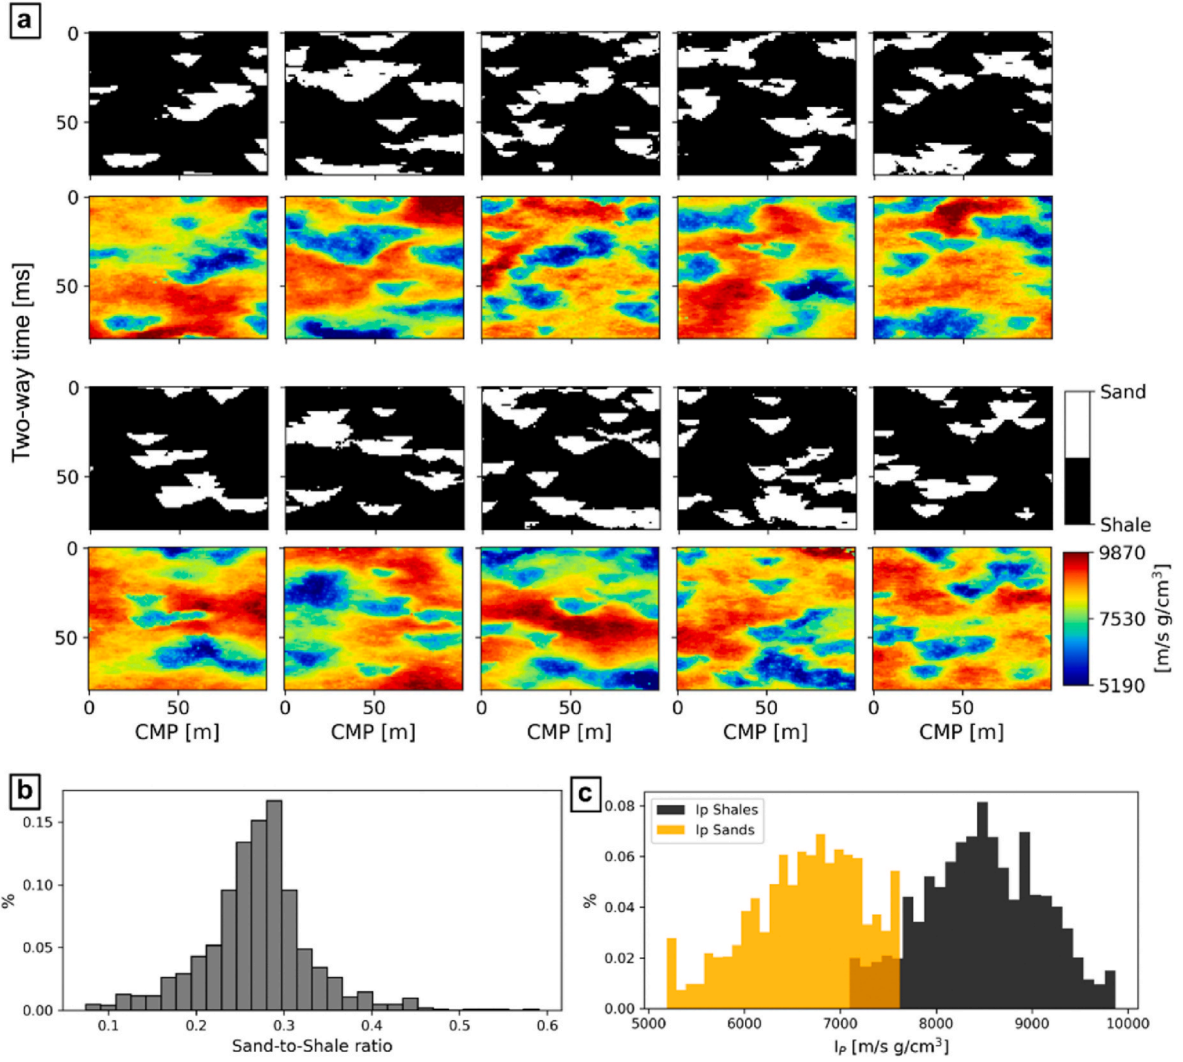 a
0
50
0
50
Two-way time [ms]
0
50
Sand
Shale
0
50
9870
7530
5190
[m/s g/cm³]
0 50 0 50 0 50 0 50 0 50
CMP [m] CMP [m] CMP [m] CMP [m] CMP [m]
b
%
0.15
0.10
0.05
0.00
0.1 0.2 0.3 0.4 0.5 0.6
Sand-to-Shale ratio
c
Ip Shales
Ip Sands
%
0.08
0.06
0.04
0.02
0.00
5000 6000 7000 8000 9000 10000
I_P [m/s g/cm³]